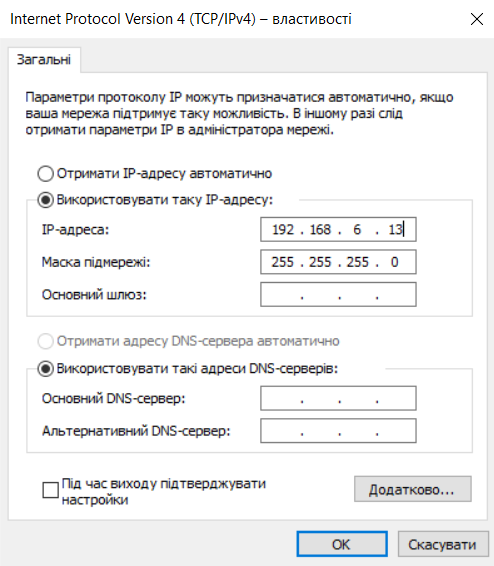 Internet Protocol Version 4 (TCP/IPv4) – властивості
Загальні
Параметри протоколу IP можуть призначатися автоматично, якщо
ваша мережа підтримує таку можливість. В іншому разі слід
отримати параметри IP в адміністратора мережі.
Отримати IP-адресу автоматично
Використовувати таку IP-адресу:
IP-адреса: 192 . 168 . 6 . 13
Маска підмережі: 255 . 255 . 255 . 0
Основний шлюз: . . .
Отримати адресу DNS-сервера автоматично
Використовувати такі адреси DNS-серверів:
Основний DNS-сервер: . . .
Альтернативний DNS-сервер: . . .
Під час виходу підтверджувати
настройки
Додатково...
OK Скасувати